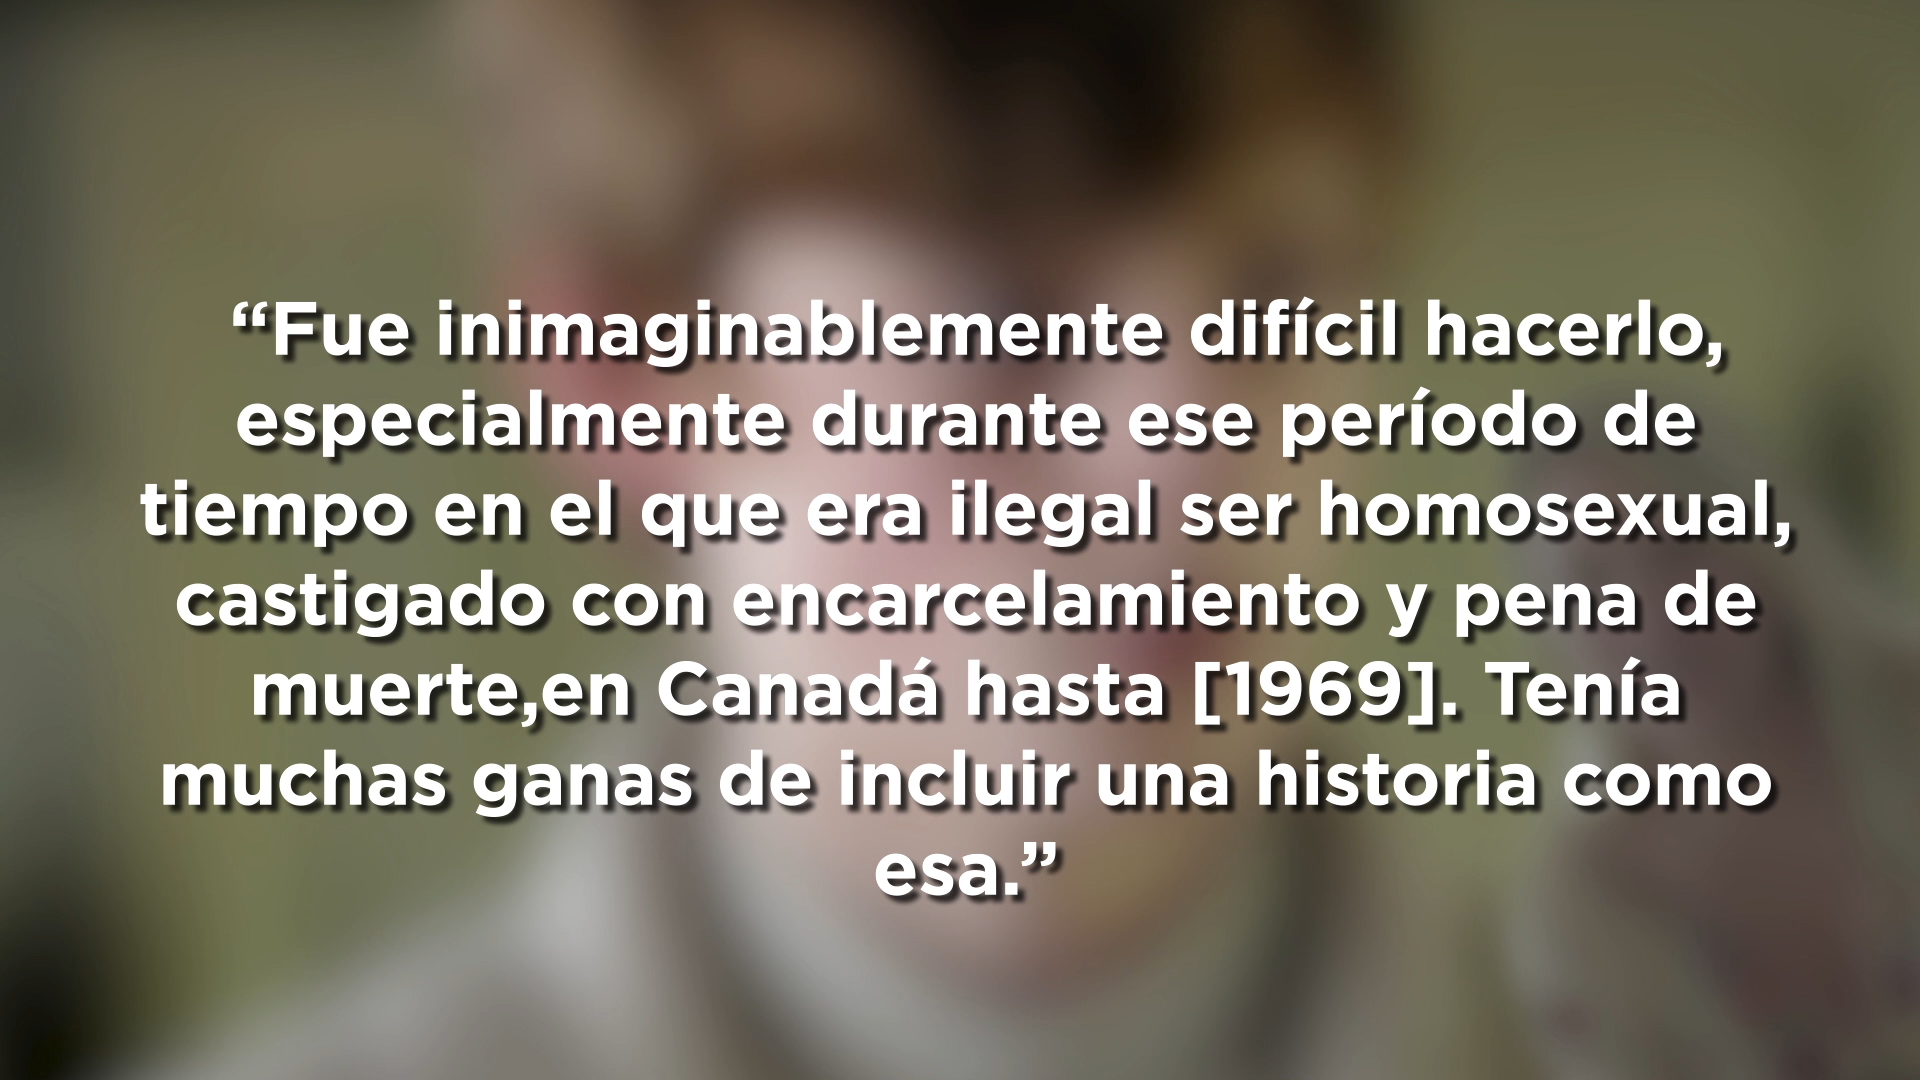 “Fue inimaginablemente difícil hacerlo,
especialmente durante ese período de
tiempo en el que era ilegal ser homosexual,
castigado con encarcelamiento y pena de
muerte,en Canadá hasta [1969]. Tenía
muchas ganas de incluir una historia como
esa.”